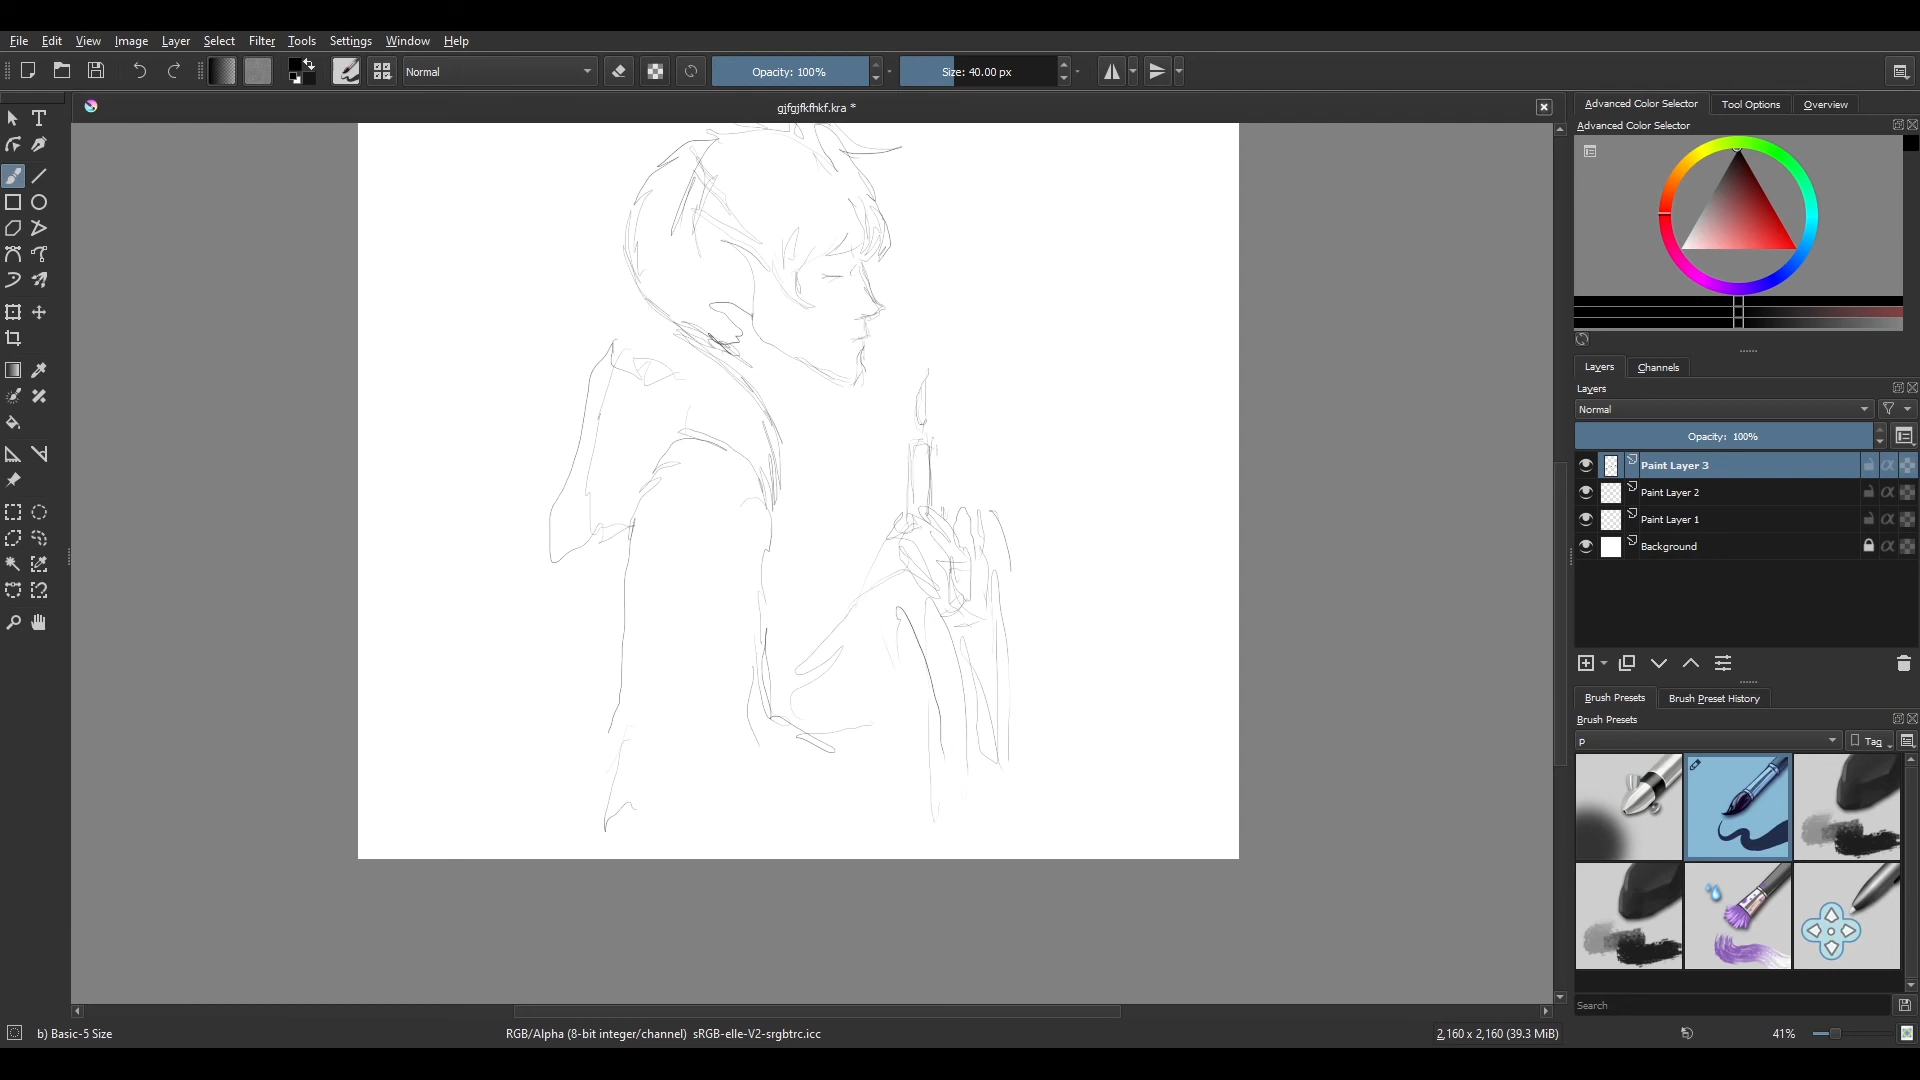 File Edit View Image Layer Select Filter Tools Settings Window Help
Normal
Opacity: 100%
Size: 40.00 px
gjfgjfkfhkf.kra *
Advanced Color Selector Tool Options Overview
Advanced Color Selector
Layers Channels
Layers
Normal
Opacity: 100%
Paint Layer 3
Paint Layer 2
Paint Layer 1
Background
Brush Presets Brush Preset History
Brush Presets
p Tag
Search
b) Basic-5 Size
RGB/Alpha (8-bit integer/channel) sRGB-elle-V2-srgbtrc.icc
2,160 x 2,160 (39.3 MiB)
41%